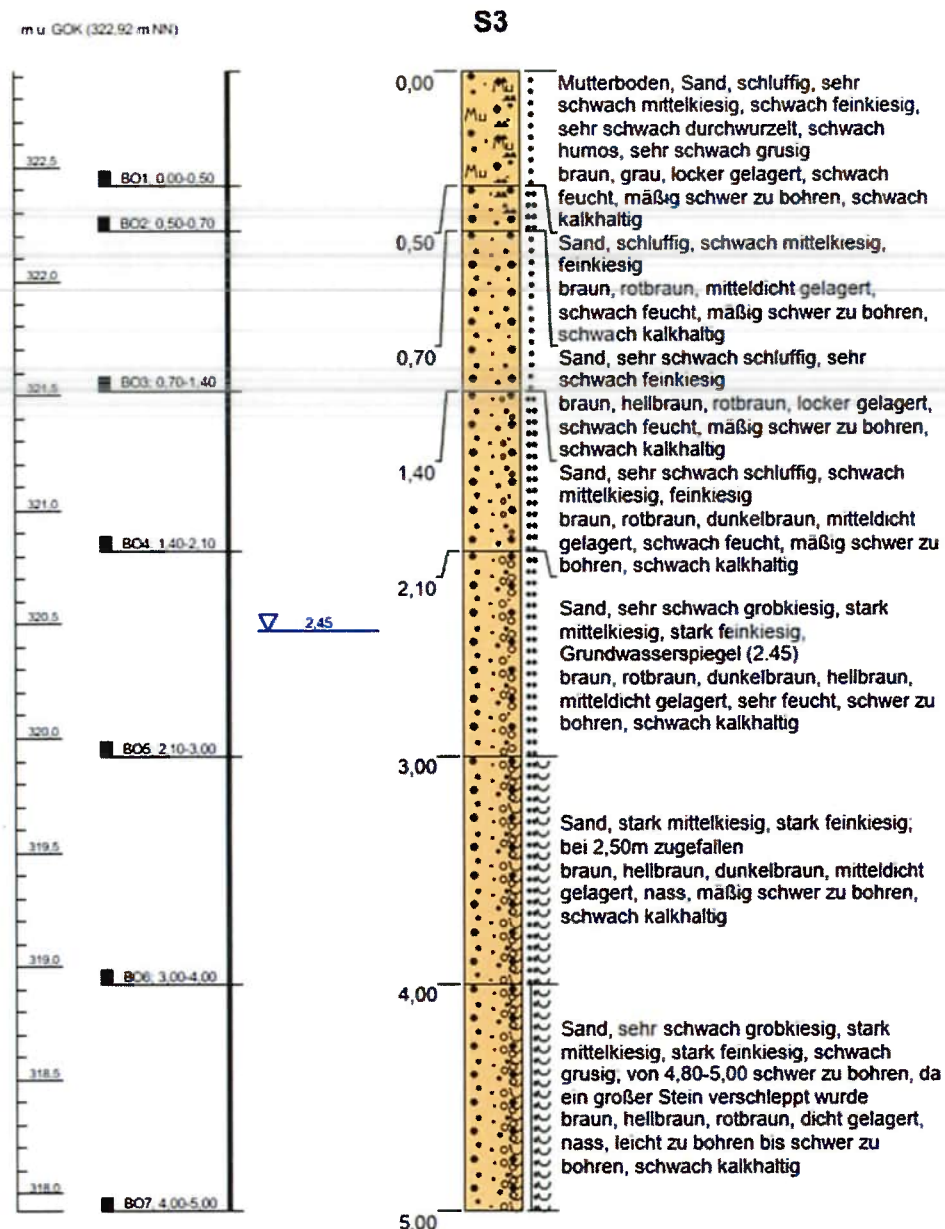 S3
m u GOK (322,92 m NN)
0,00
Mutterboden, Sand, schluffig, sehr
schwach mittelkiesig, schwach feinkiesig,
sehr schwach durchwurzelt, schwach
humos, sehr schwach grusig
braun, grau, locker gelagert, schwach
feucht, mäßig schwer zu bohren, schwach
kalkhaltig
Mu
Mu
Mu
Mu
322.5
BO1; 0,00-0,50
BO2; 0,50-0,70
0,50
Sand, schluffig, schwach mittelkiesig,
feinkiesig
braun, rotbraun, mitteldicht gelagert,
schwach feucht, mäßig schwer zu bohren,
schwach kalkhaltig
322.0
0,70
Sand, sehr schwach schluffig, sehr
schwach feinkiesig
braun, hellbraun, rotbraun, locker gelagert,
schwach feucht, mäßig schwer zu bohren,
schwach kalkhaltig
321.5
BO3; 0,70-1,40
1,40
Sand, sehr schwach schluffig, schwach
mittelkiesig, feinkiesig
braun, rotbraun, dunkelbraun, mitteldicht
gelagert, schwach feucht, mäßig schwer zu
bohren, schwach kalkhaltig
321.0
BO4; 1,40-2,10
2,10
Sand, sehr schwach grobkiesig, stark
mittelkiesig, stark feinkiesig,
Grundwasserspiegel (2.45)
braun, rotbraun, dunkelbraun, hellbraun,
mitteldicht gelagert, sehr feucht, schwer zu
bohren, schwach kalkhaltig
320.5
2,45
320.0
BO5; 2,10-3,00
3,00
Sand, stark mittelkiesig, stark feinkiesig;
bei 2,50m zugefallen
braun, hellbraun, dunkelbraun, mitteldicht
gelagert, nass, mäßig schwer zu bohren,
schwach kalkhaltig
319.5
319.0
BO6; 3,00-4,00
4,00
Sand, sehr schwach grobkiesig, stark
mittelkiesig, stark feinkiesig, schwach
grusig; von 4,80-5,00 schwer zu bohren, da
ein großer Stein verschleppt wurde
braun, hellbraun, rotbraun, dicht gelagert,
nass, leicht zu bohren bis schwer zu
bohren, schwach kalkhaltig
318.5
318.0
BO7; 4,00-5,00
5,00